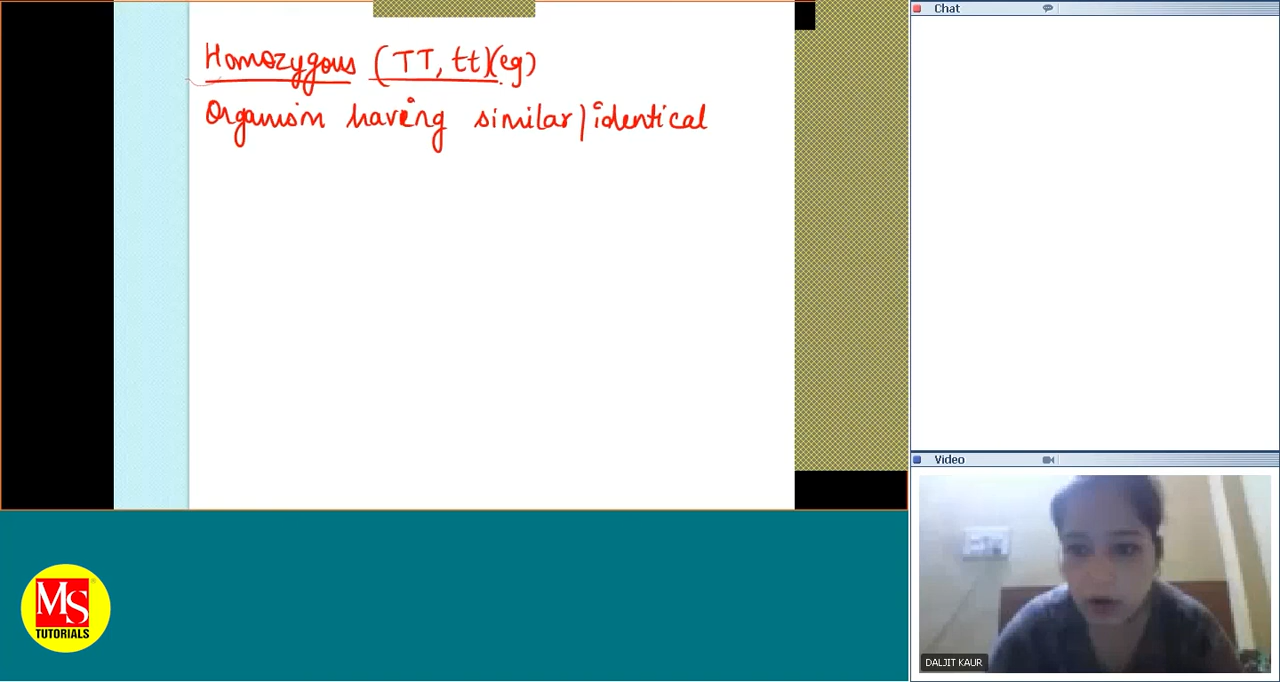 Chat
Homozygous (TT, tt)(eg)
Organism having similar/identical
Video
MS
TUTORIALS
DALJIT KAUR